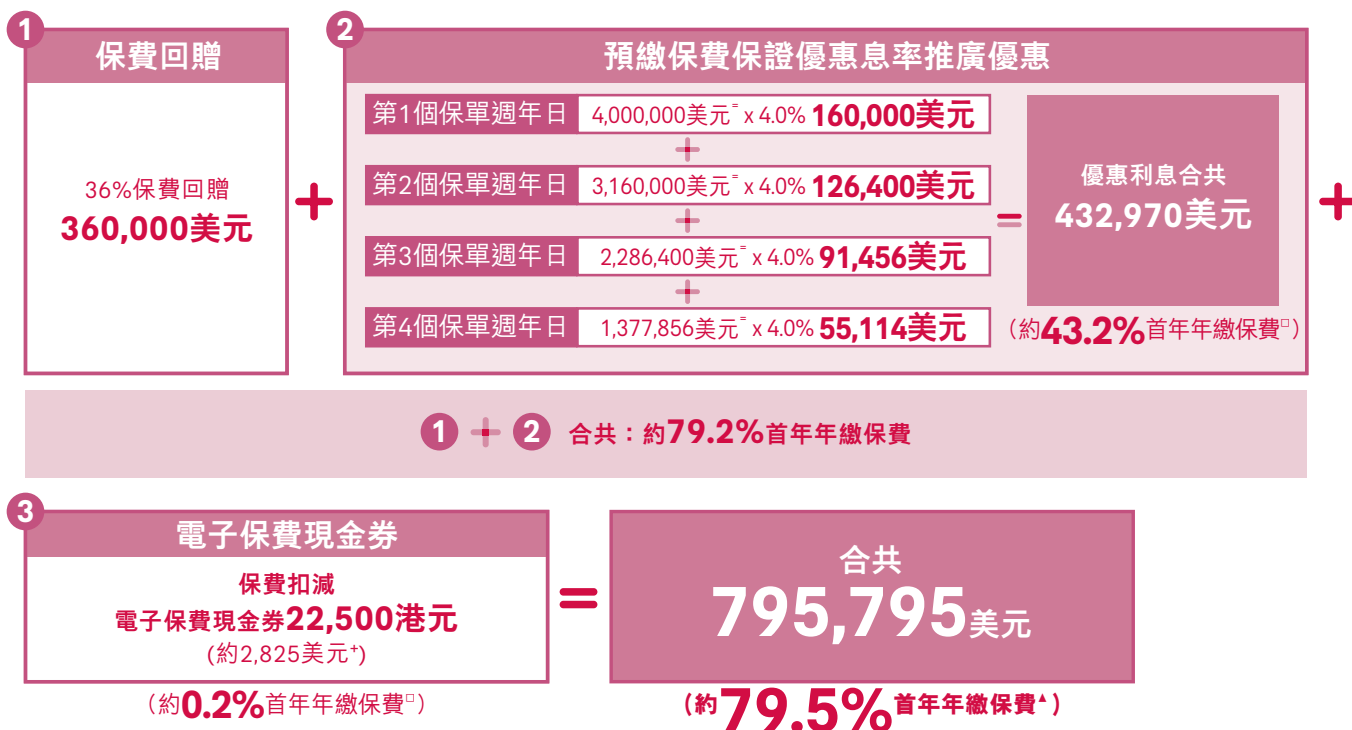 1
保費回贈
36%保費回贈
360,000美元
+
2
預繳保費保證優惠息率推廣優惠
第1個保單週年日 4,000,000美元⁼ x 4.0% 160,000美元
+
第2個保單週年日 3,160,000美元⁼ x 4.0% 126,400美元
+
第3個保單週年日 2,286,400美元⁼ x 4.0% 91,456美元
+
第4個保單週年日 1,377,856美元⁼ x 4.0% 55,114美元
=
優惠利息合共
432,970美元
（約43.2%首年年繳保費□）
+
1 + 2 合共：約79.2%首年年繳保費
3
電子保費現金券
保費扣減
電子保費現金券22,500港元
(約2,825美元⁺)
（約0.2%首年年繳保費□）
=
合共
795,795美元
(約79.5%首年年繳保費▲)